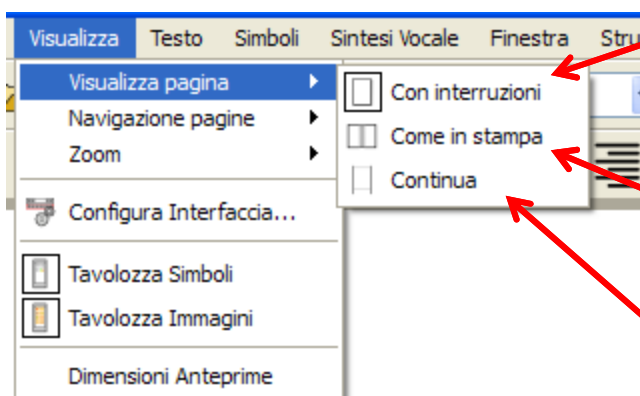 Visualizza Testo Simboli Sintesi Vocale Finestra Stru
Visualizza pagina
Navigazione pagine
Zoom
Configura Interfaccia...
Tavolozza Simboli
Tavolozza Immagini
Dimensioni Anteprime
Con interruzioni
Come in stampa
Continua